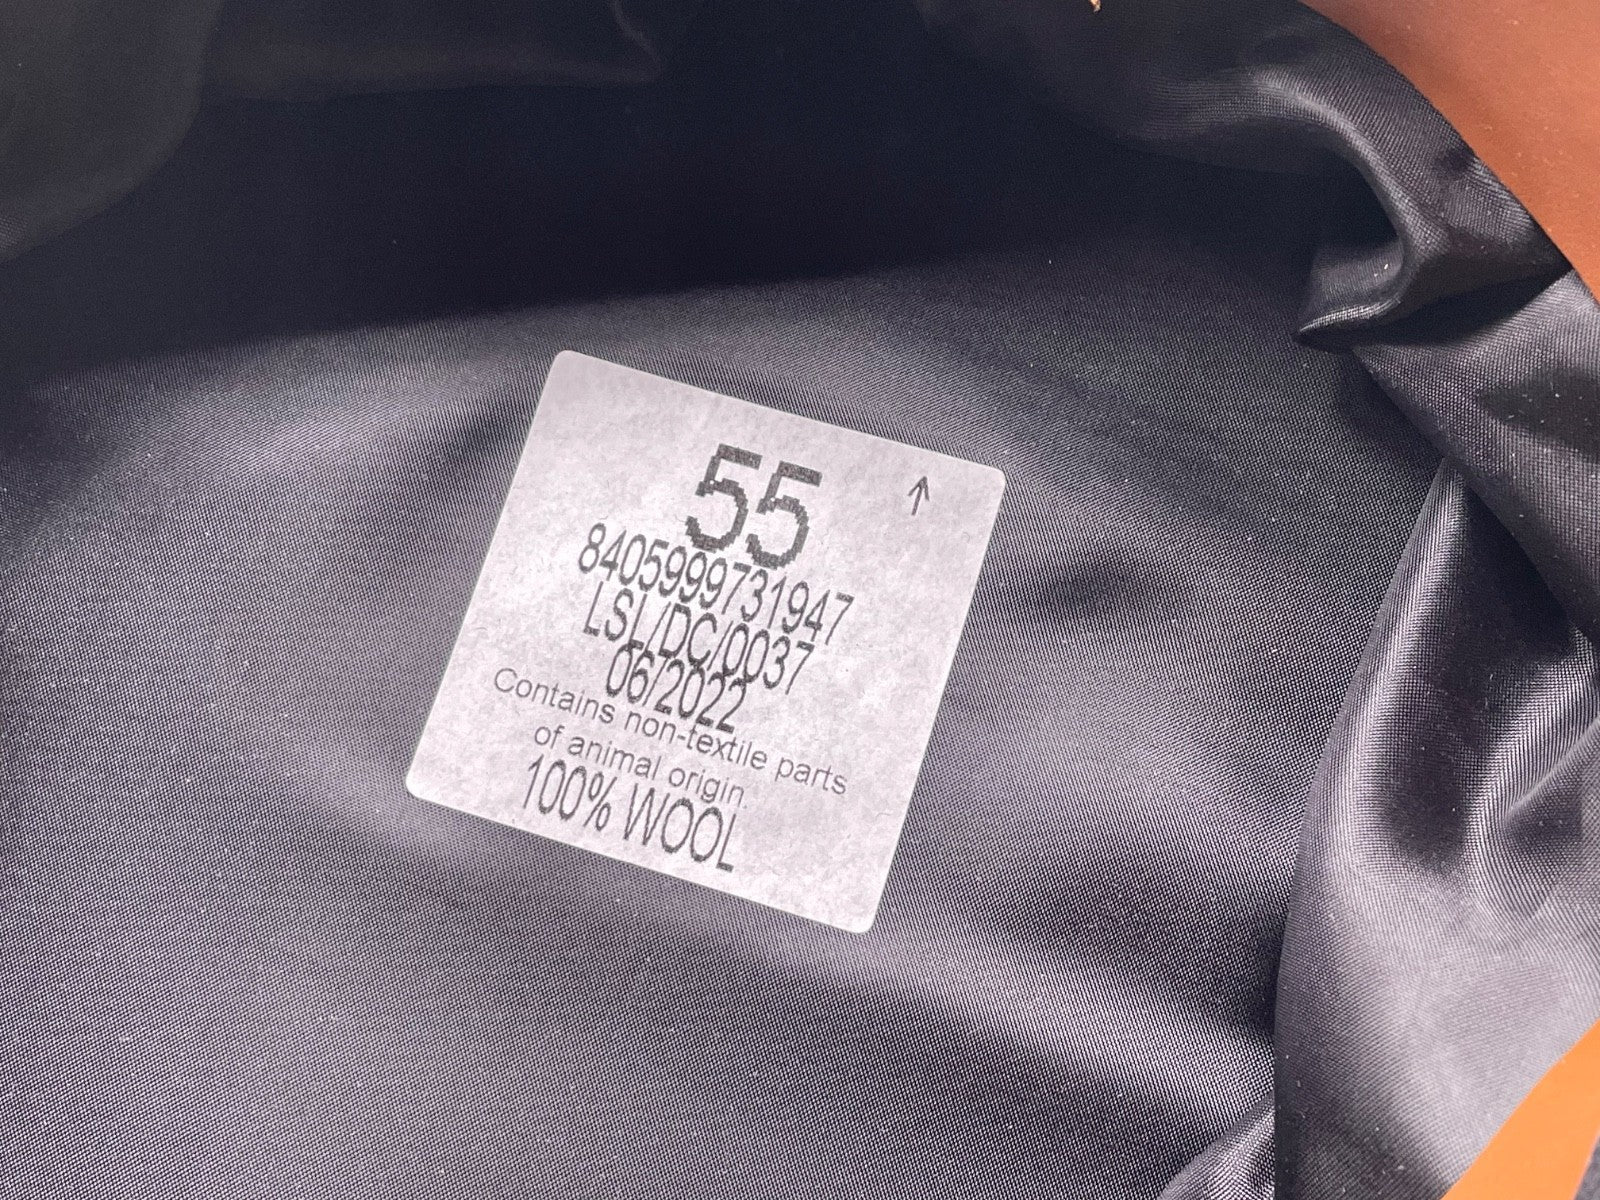 55 ↑
8405999731947
LSL/DC/0037
06/2022
Contains non-textile parts
of animal origin.
100% WOOL